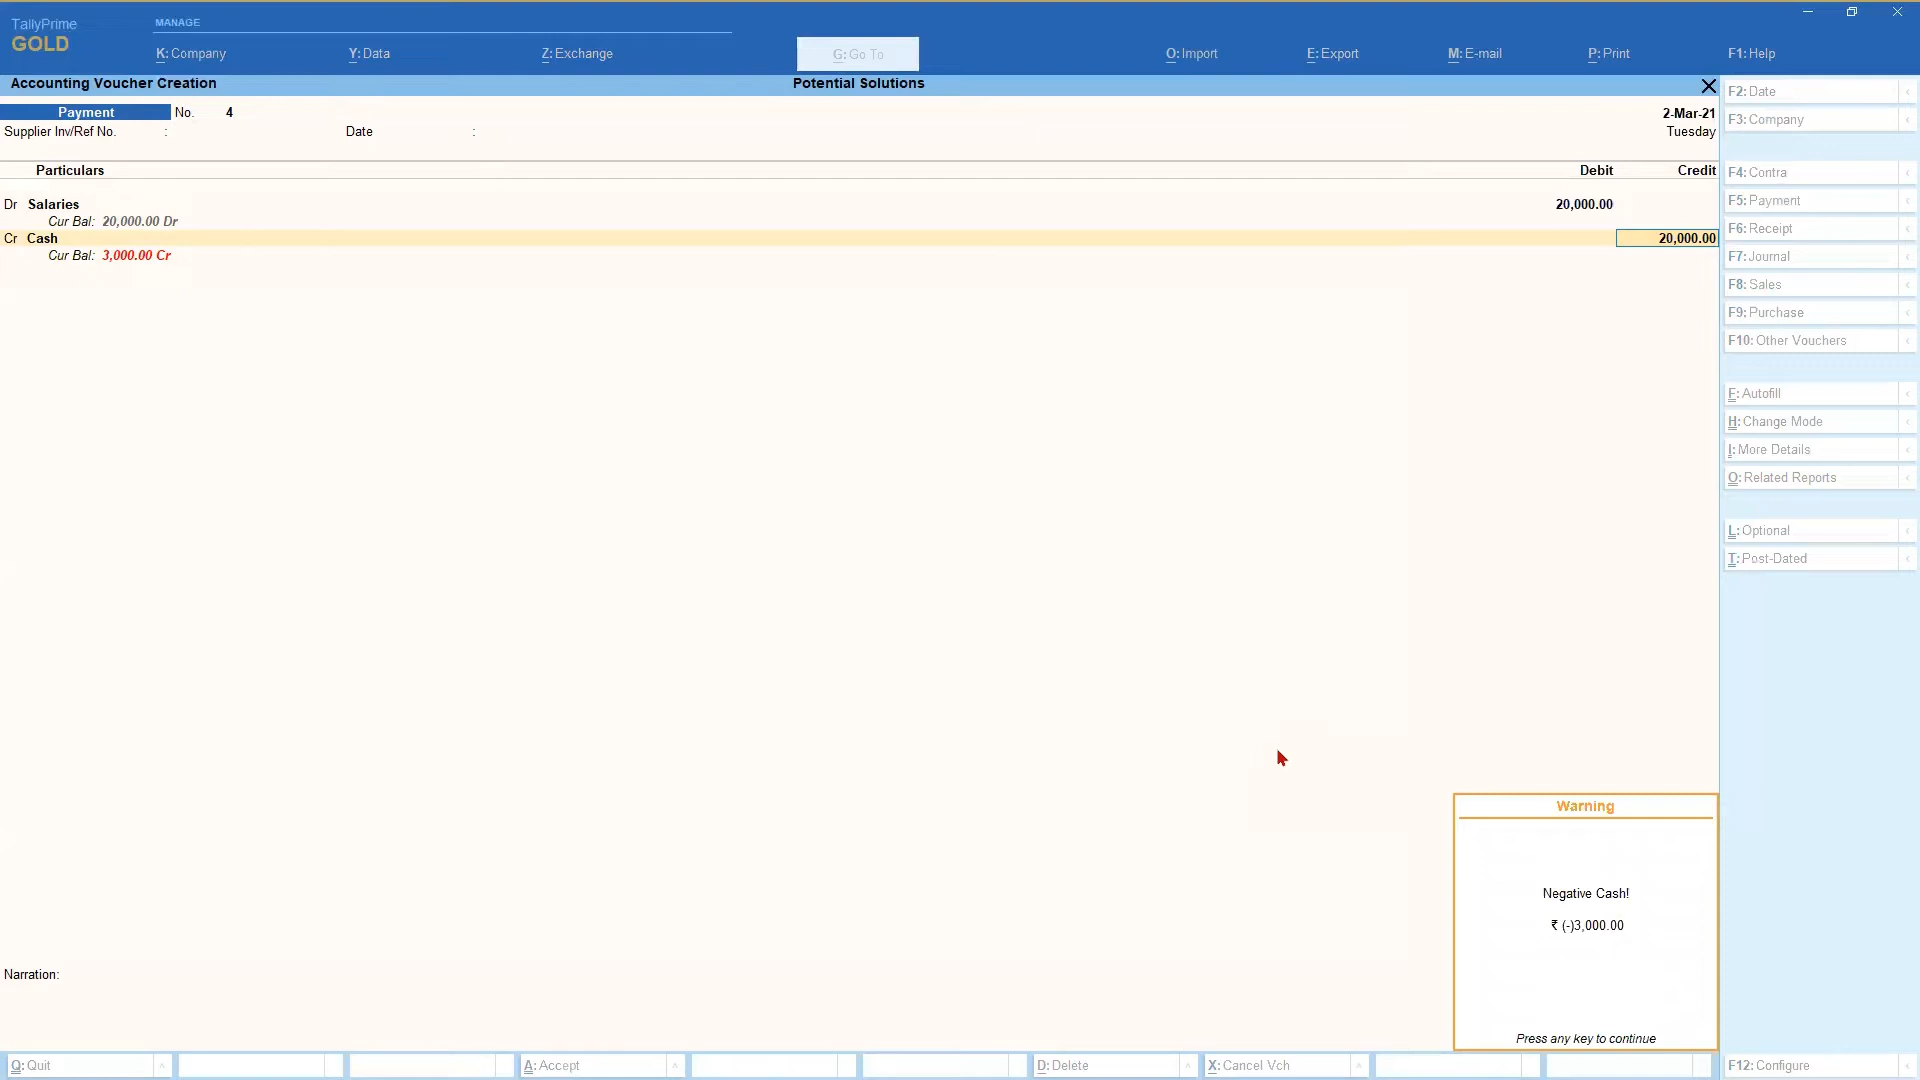 TallyPrime
GOLD
MANAGE
K: Company
Y: Data
Z: Exchange
G: Go To
O: Import
E: Export
M: E-mail
P: Print
F1: Help
Accounting Voucher Creation
Potential Solutions
Payment No. 4
2-Mar-21
Supplier Inv/Ref No. :
Date :
Tuesday
Particulars
Debit
Credit
Dr Salaries
20,000.00
Cur Bal: 20,000.00 Dr
Cr Cash
20,000.00
Cur Bal: 3,000.00 Cr
Narration:
Warning
Negative Cash!
₹ (-)3,000.00
Press any key to continue
F2: Date
F3: Company
F4: Contra
F5: Payment
F6: Receipt
F7: Journal
F8: Sales
F9: Purchase
F10: Other Vouchers
F: Autofill
H: Change Mode
I: More Details
O: Related Reports
L: Optional
T: Post-Dated
Q: Quit
A: Accept
D: Delete
X: Cancel Vch
F12: Configure